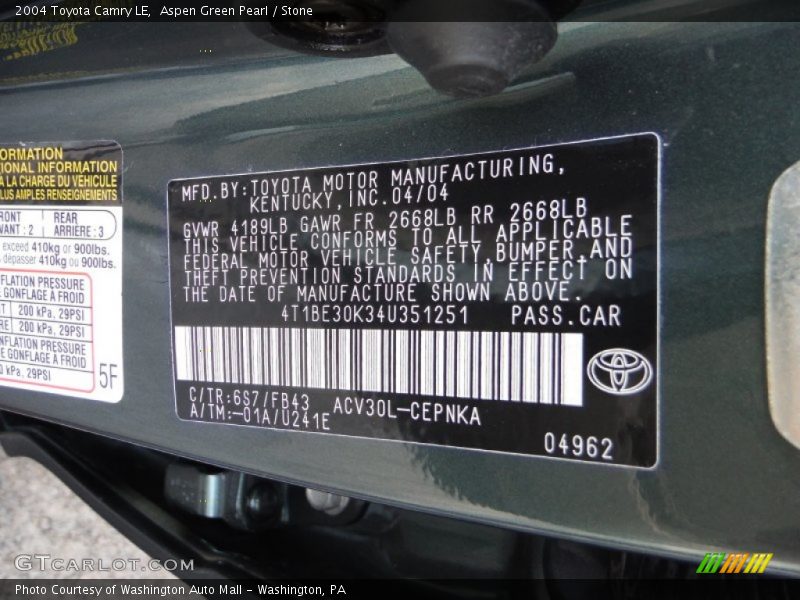 2004 Toyota Camry LE,  Aspen Green Pearl / Stone
ORMATION
IONAL INFORMATION
À LA CHARGE DU VEHICULE
PLUS AMPLES RENSEIGNEMENTS
FRONT
REAR
AVANT : 2
ARRIERE : 3
exceed 410kg or 900lbs.
dépasser 410kg ou 900lbs.
FLATION PRESSURE
GONFLAGE À FROID
200 kPa, 29PSI
200 kPa, 29PSI
NFLATION PRESSURE
GONFLAGE À FROID
kPa, 29PSI
5F
MFD.BY:TOYOTA MOTOR MANUFACTURING,
KENTUCKY,INC.04/04
GVWR 4189LB GAWR FR 2668LB RR 2668LB
THIS VEHICLE CONFORMS TO ALL APPLICABLE
FEDERAL MOTOR VEHICLE SAFETY,BUMPER,AND
THEFT PREVENTION STANDARDS IN EFFECT ON
THE DATE OF MANUFACTURE SHOWN ABOVE.
4T1BE30K34U351251 PASS.CAR
C/TR:6S7/FB43 ACV30L-CEPNKA
A/TM:-01A/U241E
04962
GTCARLOT.COM
Photo Courtesy of Washington Auto Mall - Washington, PA